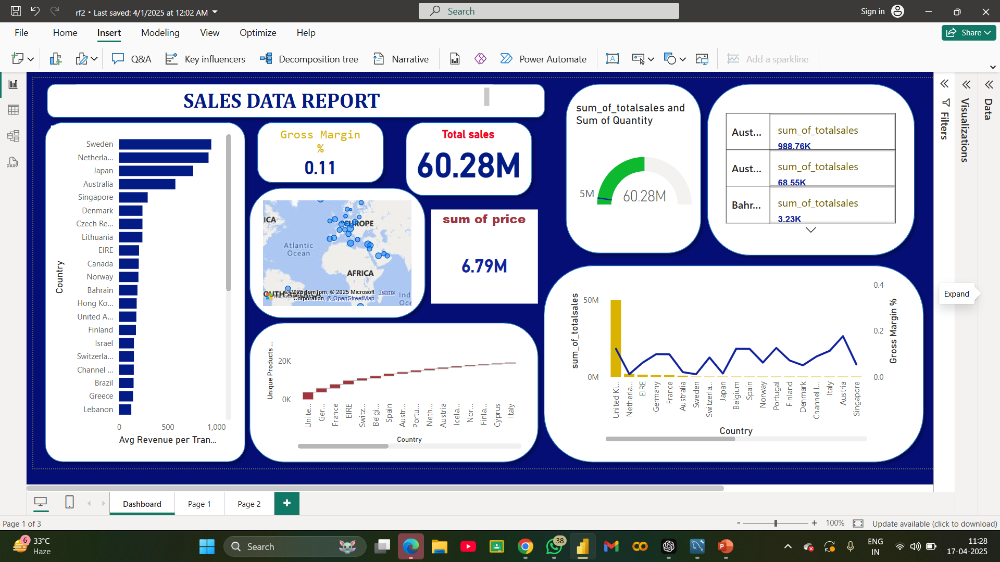 rf2 • Last saved: 4/1/2025 at 12:02 AM
Search
Sign in
File
Home
Insert
Modeling
View
Optimize
Help
Share
Q&A
Key influencers
Decomposition tree
Narrative
Power Automate
Add a sparkline
SALES DATA REPORT
Country
Sweden
Netherla...
Japan
Australia
Singapore
Denmark
Czech Re...
Lithuania
EIRE
Canada
Norway
Bahrain
Hong Ko...
United A...
Finland
Israel
Switzerla...
Channel ...
Brazil
Greece
Lebanon
0
500
1,000
Avg Revenue per Tran...
Gross Margin
%
0.11
Total sales
60.28M
ICA
EUROPE
Atlantic
Ocean
AFRICA
© 2025 TomTom, © 2025 Microsoft Terms
Corporation, © OpenStreetMap
Ind
Oce
sum of price
6.79M
Unique Products ...
20K
0K
Unite...
Ger...
France
EIRE
Switz...
Belgi...
Spain
Austr...
Portu...
Neth...
Austria
Icela...
Nor...
Finla...
Cyprus
Italy
Country
sum_of_totalsales and
Sum of Quantity
5M
60.28M
Aust...
sum_of_totalsales
988.76K
Aust...
sum_of_totalsales
68.55K
Bahr...
sum_of_totalsales
3.23K
sum_of_totalsales
50M
0M
0.4
0.2
0.0
Gross Margin %
United Ki...
Netherla...
EIRE
Germany
France
Australia
Sweden
Switzerla...
Japan
Belgium
Spain
Norway
Portugal
Finland
Denmark
Channel I...
Italy
Austria
Singapore
Country
Filters
Visualizations
Data
Expand
DAX
Dashboard
Page 1
Page 2
+
Page 1 of 3
- + 100%
Update available (click to download)
6
33°C
Haze
Search
38
ENG
IN
11:28
17-04-2025